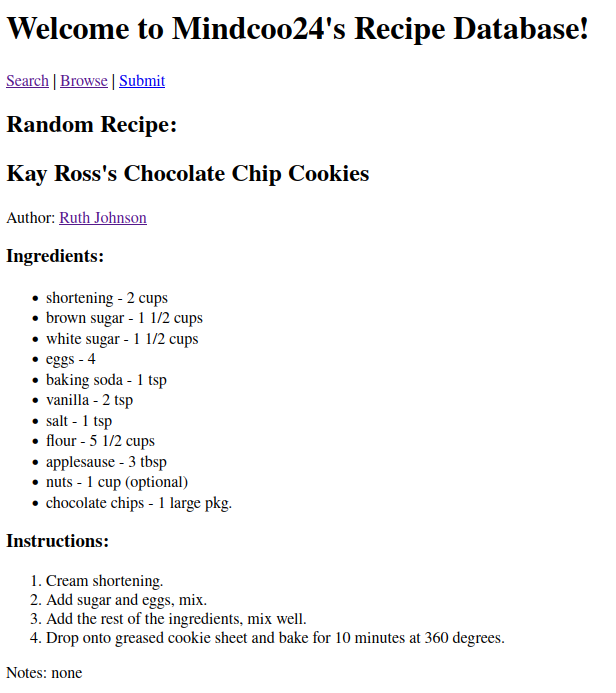 Welcome to Mindcoo24's Recipe Database!
Search | Browse | Submit
Random Recipe:
Kay Ross's Chocolate Chip Cookies
Author: Ruth Johnson
Ingredients:
• shortening - 2 cups
• brown sugar - 1 1/2 cups
• white sugar - 1 1/2 cups
• eggs - 4
• baking soda - 1 tsp
• vanilla - 2 tsp
• salt - 1 tsp
• flour - 5 1/2 cups
• applesause - 3 tbsp
• nuts - 1 cup (optional)
• chocolate chips - 1 large pkg.
Instructions:
1. Cream shortening.
2. Add sugar and eggs, mix.
3. Add the rest of the ingredients, mix well.
4. Drop onto greased cookie sheet and bake for 10 minutes at 360 degrees.
Notes: none